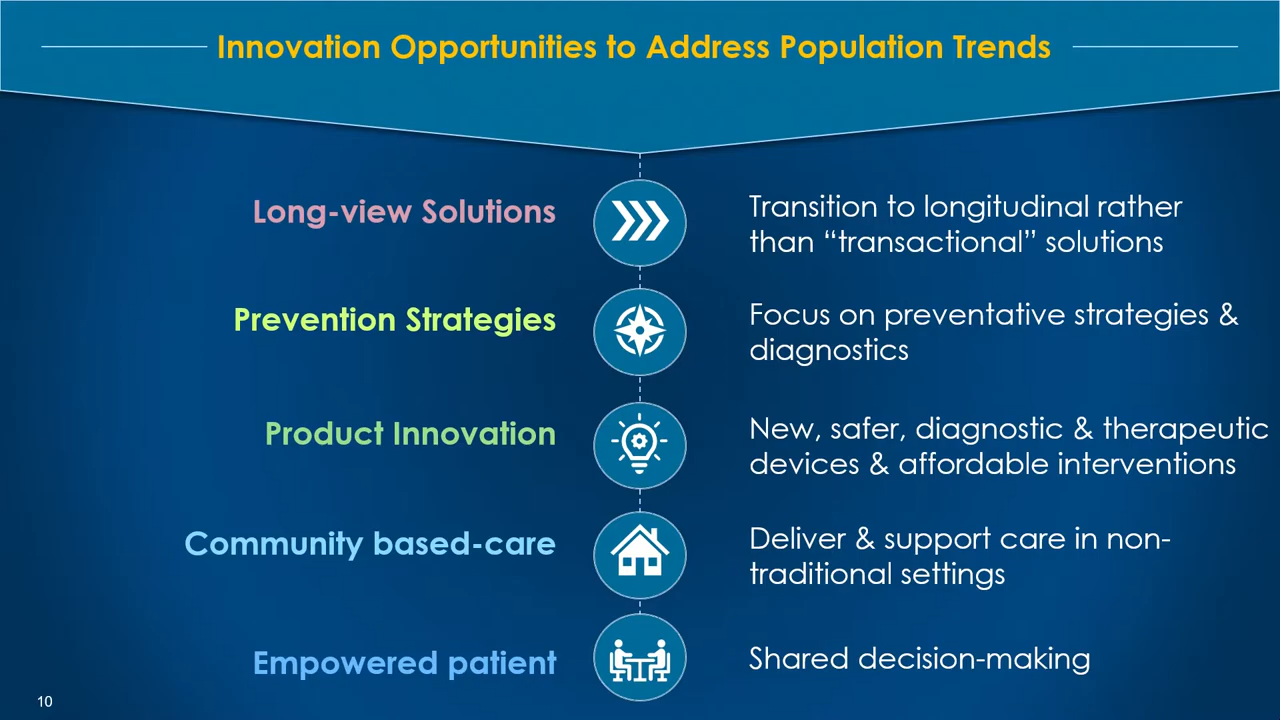 Innovation Opportunities to Address Population Trends
Long-view Solutions
Transition to longitudinal rather
than “transactional” solutions
Prevention Strategies
Focus on preventative strategies &
diagnostics
Product Innovation
New, safer, diagnostic & therapeutic
devices & affordable interventions
Community based-care
Deliver & support care in non-
traditional settings
Empowered patient
Shared decision-making
10